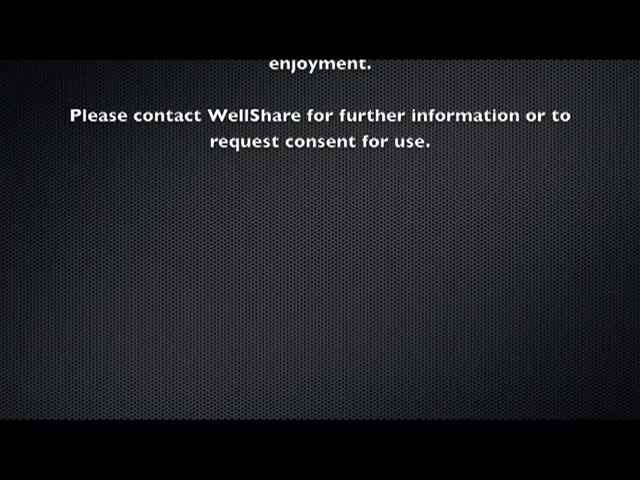 enjoyment.
Please contact WellShare for further information or to
request consent for use.